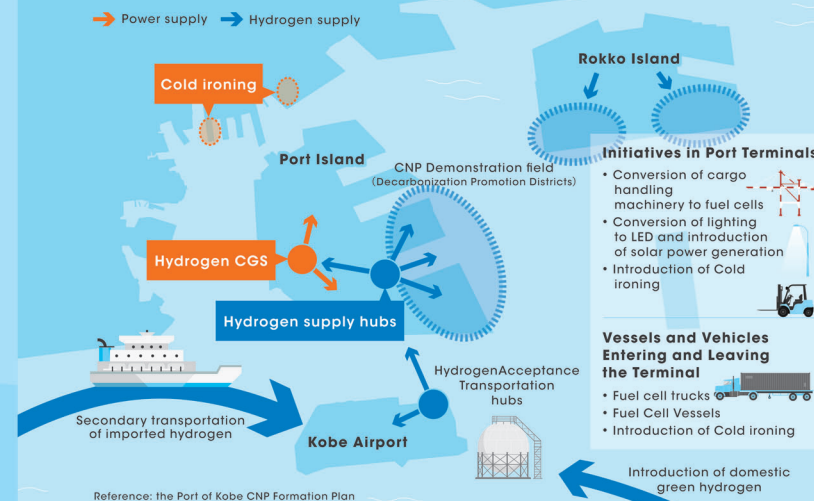 Power supply
Hydrogen supply
Cold ironing
Rokko Island
Port Island
CNP Demonstration field
(Decarbonization Promotion Districts)
Hydrogen CGS
Hydrogen supply hubs
Initiatives in Port Terminals
• Conversion of cargo
handling
machinery to fuel cells
• Conversion of lighting
to LED and introduction
of solar power generation
• Introduction of Cold
ironing
Vessels and Vehicles
Entering and Leaving
the Terminal
• Fuel cell trucks
• Fuel Cell Vessels
• Introduction of Cold ironing
HydrogenAcceptance
Transportation
hubs
Secondary transportation
of imported hydrogen
Kobe Airport
Introduction of domestic
green hydrogen
Reference: the Port of Kobe CNP Formation Plan